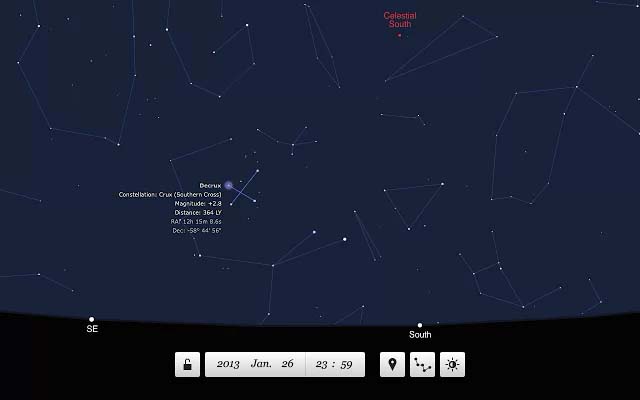 Celestial
South
Decrux
Constellation: Crux (Southern Cross)
Magnitude: +2.8
Distance: 364 LY
RA: 12h 15m 8.6s
Dec: -58° 44' 56"
SE
South
2013 Jan. 26 23 : 59